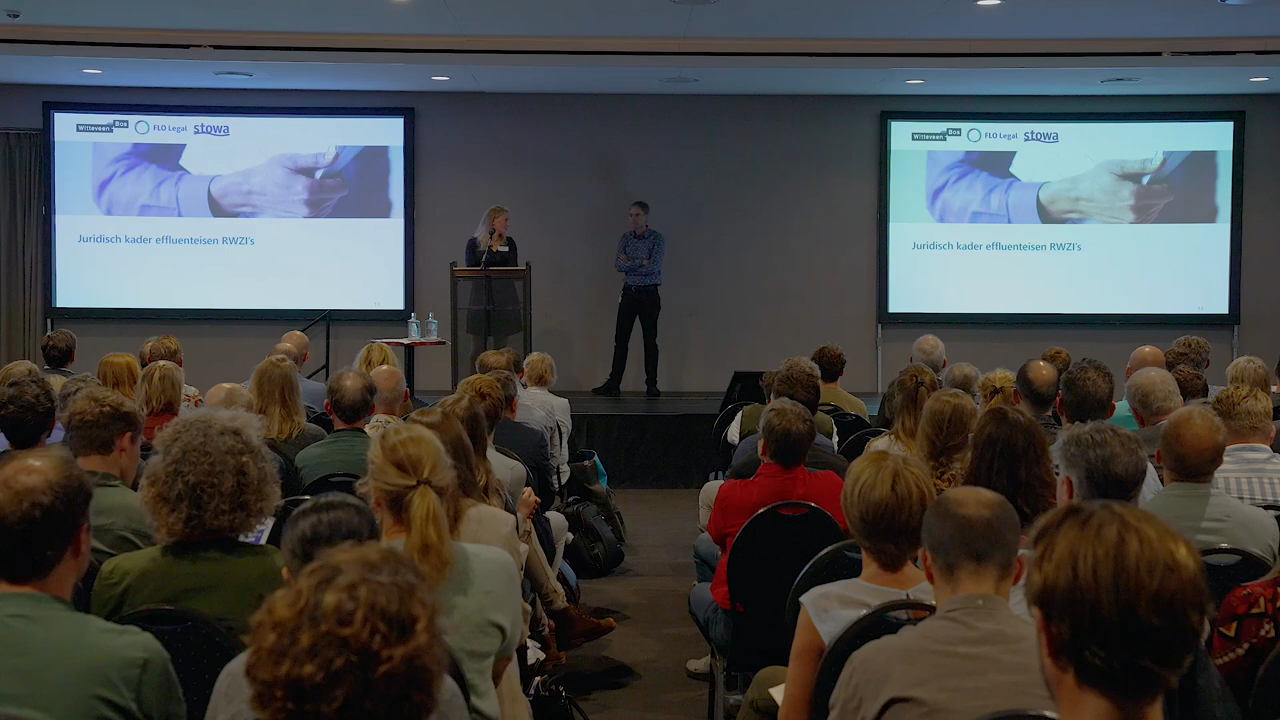 Witteveen Bos FLO Legal stowa
Juridisch kader effluenteisen RWZI's
Witteveen Bos FLO Legal stowa
Juridisch kader effluenteisen RWZI's